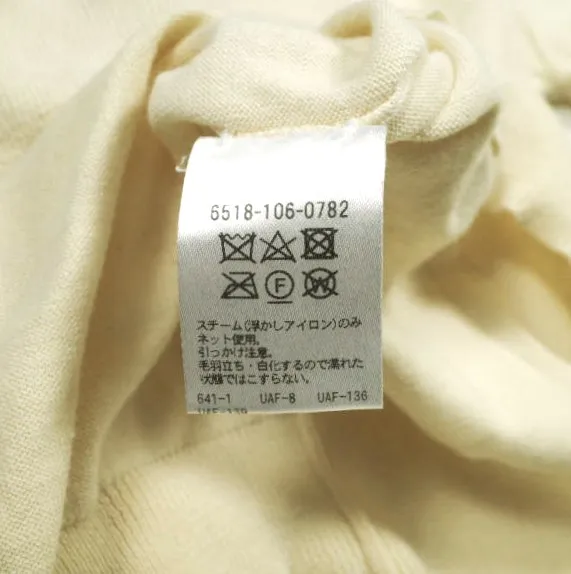 6518-106-0782
F W
スチーム(浮かしアイロン)のみ
ネット使用。
引っかけ注意。
毛羽立ち・白化するので濡れた
状態ではこすらない。
641-1 UAF-8 UAF-136
UAF-139